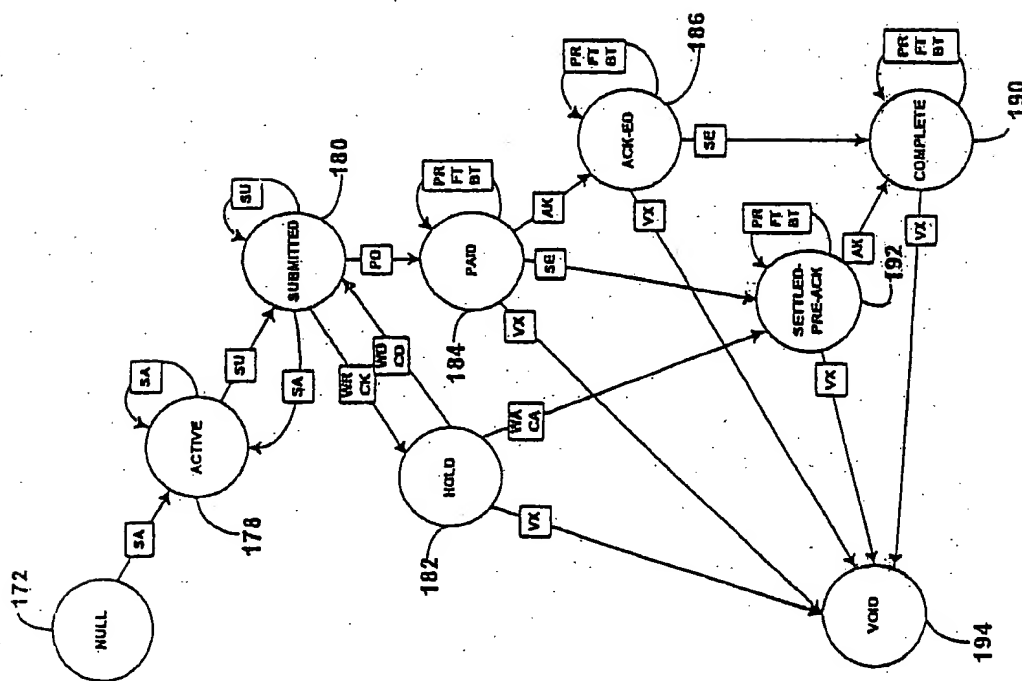 172
NULL
SA
ACTIVE
SA
178
SU
SUBMITTED
SU
180
SA
WR
CK
WD
CD
HOLD
182
PD
PAID
PR
FT
BT
184
AK
ACK-ED
PR
FT
BT
186
SE
VX
WA
CA
SE
VX
VX
SETTLED-
PRE-ACK
PR
FT
BT
192
AK
SE
COMPLETE
PR
FT
BT
190
VX
VX
VOID
194